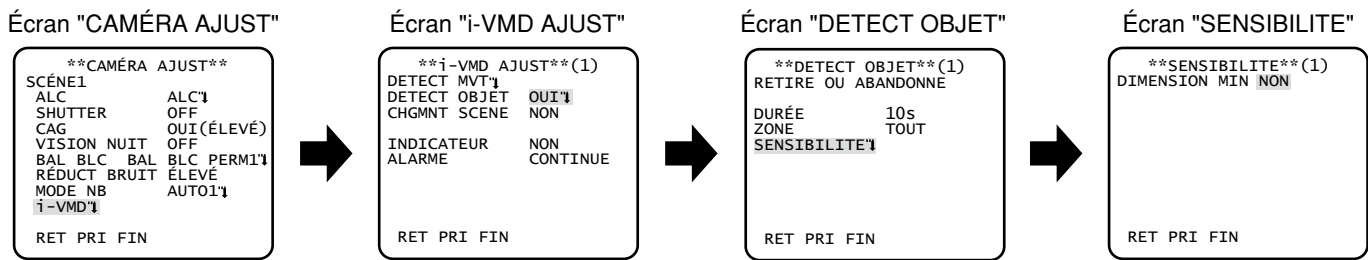 Écran "CAMÉRA AJUST"
**CAMÉRA AJUST**
SCÉNE1
ALC ALC↴
SHUTTER OFF
CAG OUI(ÉLEVÉ)
VISION NUIT OFF
BAL BLC BAL BLC PERM1↴
RÉDUCT BRUIT ÉLEVÉ
MODE NB AUTO1↴
i-VMD↴
RET PRI FIN
Écran "i-VMD AJUST"
**i-VMD AJUST**(1)
DETECT MVT↴
DETECT OBJET OUI↴
CHGMNT SCENE NON
INDICATEUR NON
ALARME CONTINUE
RET PRI FIN
Écran "DETECT OBJET"
**DETECT OBJET**(1)
RETIRE OU ABANDONNE
DURÉE 10s
ZONE TOUT
SENSIBILITE↴
RET PRI FIN
Écran "SENSIBILITE"
**SENSIBILITE**(1)
DIMENSION MIN NON
RET PRI FIN